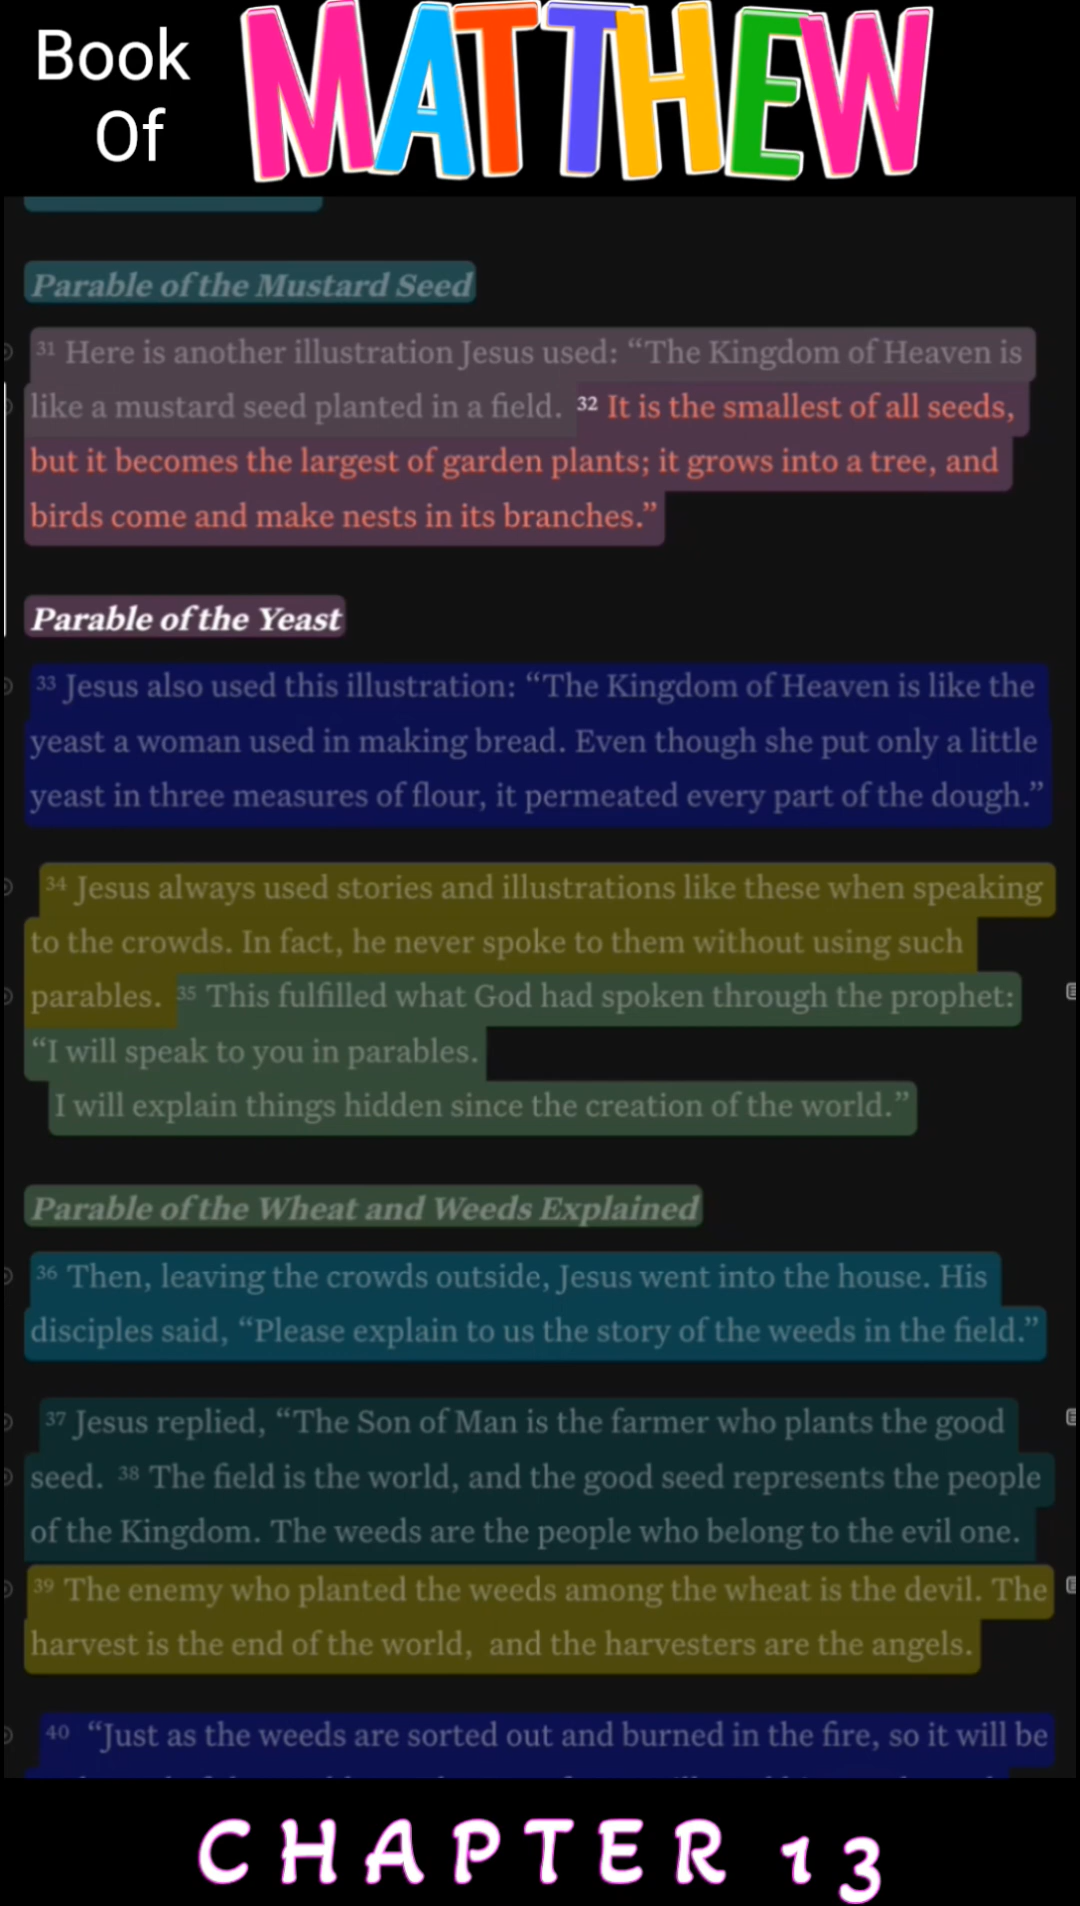 Book
Of
MATTHEW
Parable of the Mustard Seed
31 Here is another illustration Jesus used: “The Kingdom of Heaven is
like a mustard seed planted in a field. 32 It is the smallest of all seeds,
but it becomes the largest of garden plants; it grows into a tree, and
birds come and make nests in its branches.”
Parable of the Yeast
33 Jesus also used this illustration: “The Kingdom of Heaven is like the
yeast a woman used in making bread. Even though she put only a little
yeast in three measures of flour, it permeated every part of the dough.”
34 Jesus always used stories and illustrations like these when speaking
to the crowds. In fact, he never spoke to them without using such
parables. 35 This fulfilled what God had spoken through the prophet:
“I will speak to you in parables.
I will explain things hidden since the creation of the world.”
Parable of the Wheat and Weeds Explained
36 Then, leaving the crowds outside, Jesus went into the house. His
disciples said, “Please explain to us the story of the weeds in the field.”
37 Jesus replied, “The Son of Man is the farmer who plants the good
seed. 38 The field is the world, and the good seed represents the people
of the Kingdom. The weeds are the people who belong to the evil one.
39 The enemy who planted the weeds among the wheat is the devil. The
harvest is the end of the world, and the harvesters are the angels.
40 “Just as the weeds are sorted out and burned in the fire, so it will be
CHAPTER 13